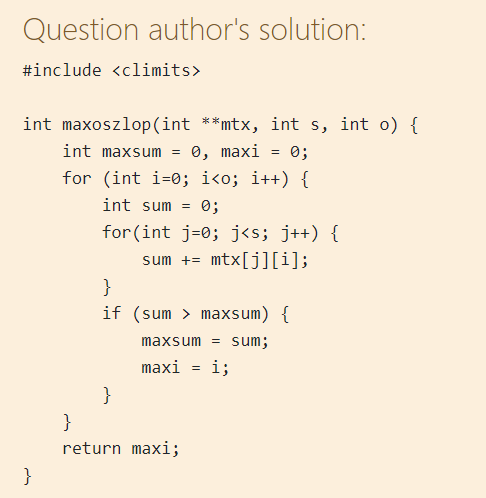 Question author's solution:
#include <climits>

int maxoszlop(int **mtx, int s, int o) {
    int maxsum = 0, maxi = 0;
    for (int i=0; i<o; i++) {
        int sum = 0;
        for(int j=0; j<s; j++) {
            sum += mtx[j][i];
        }
        if (sum > maxsum) {
            maxsum = sum;
            maxi = i;
        }
    }
    return maxi;
}